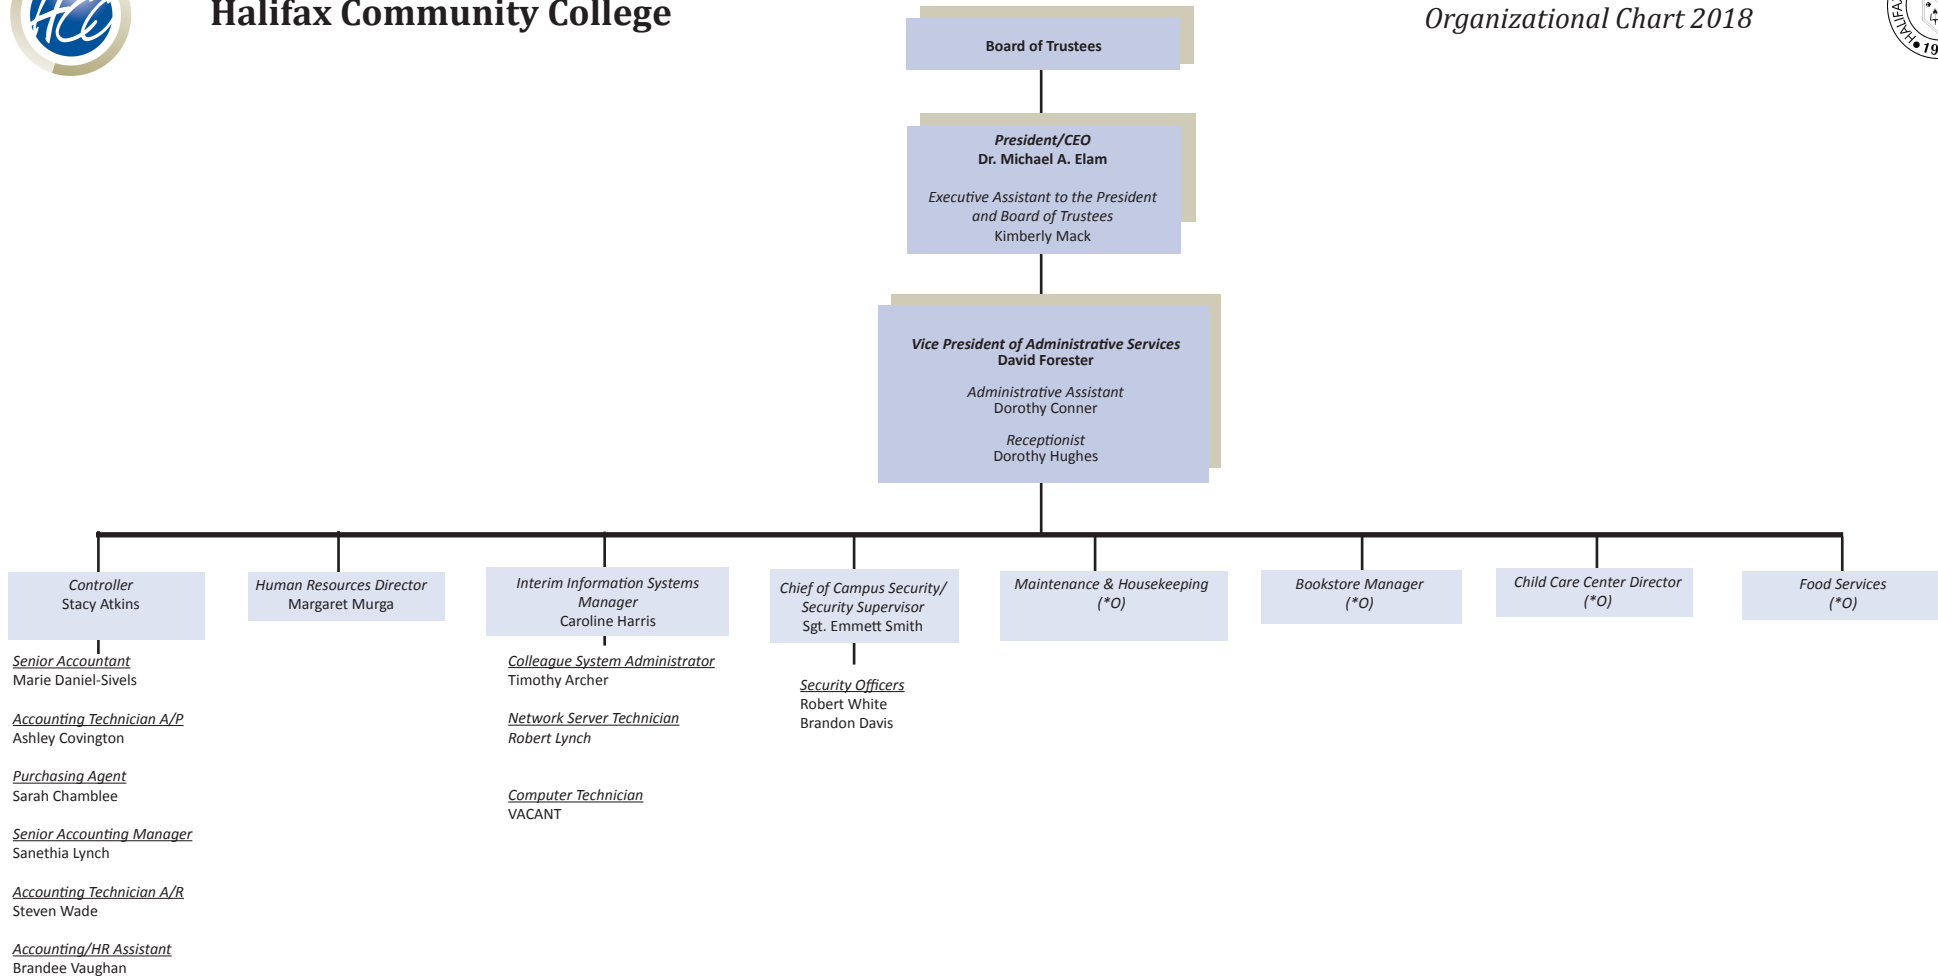 HCC
Halifax Community College
Organizational Chart 2018
HALIFAX
19
Board of Trustees
President/CEO
Dr. Michael A. Elam
Executive Assistant to the President
and Board of Trustees
Kimberly Mack
Vice President of Administrative Services
David Forester
Administrative Assistant
Dorothy Conner
Receptionist
Dorothy Hughes
Controller
Stacy Atkins
Human Resources Director
Margaret Murga
Interim Information Systems
Manager
Caroline Harris
Chief of Campus Security/
Security Supervisor
Sgt. Emmett Smith
Maintenance & Housekeeping
(*O)
Bookstore Manager
(*O)
Child Care Center Director
(*O)
Food Services
(*O)
Senior Accountant
Marie Daniel-Sivels
Accounting Technician A/P
Ashley Covington
Purchasing Agent
Sarah Chamblee
Senior Accounting Manager
Sanethia Lynch
Accounting Technician A/R
Steven Wade
Accounting/HR Assistant
Brandee Vaughan
Colleague System Administrator
Timothy Archer
Network Server Technician
Robert Lynch
Computer Technician
VACANT
Security Officers
Robert White
Brandon Davis